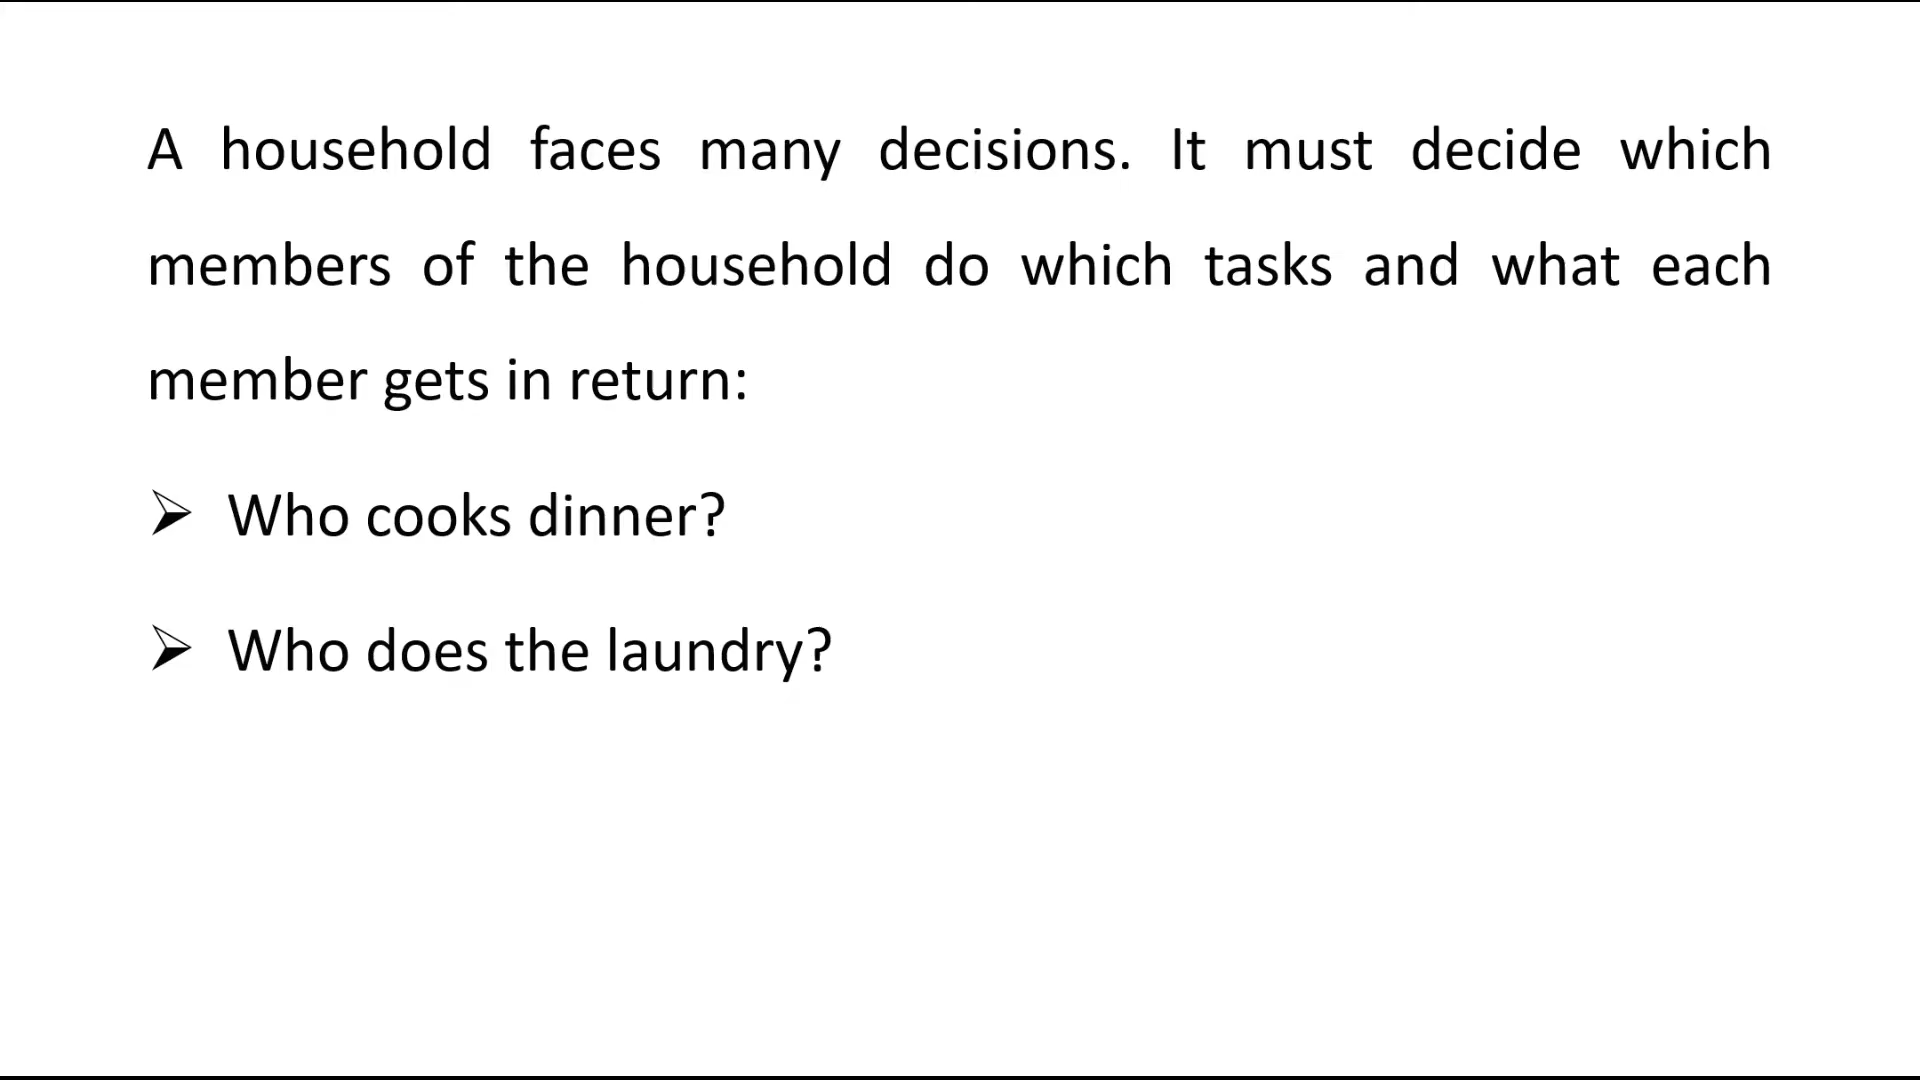 A household faces many decisions. It must decide which
members of the household do which tasks and what each
member gets in return:
➢ Who cooks dinner?
➢ Who does the laundry?